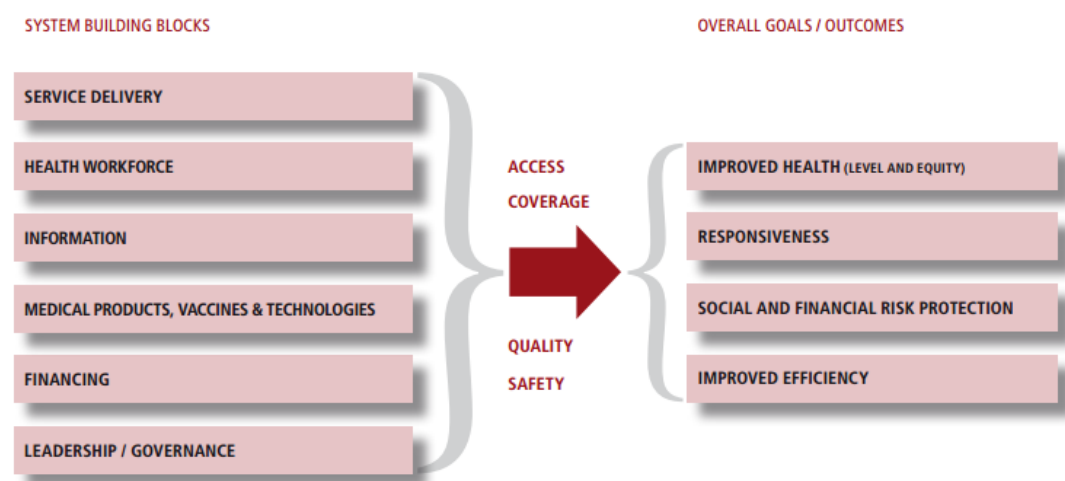 SYSTEM BUILDING BLOCKS
SERVICE DELIVERY
HEALTH WORKFORCE
INFORMATION
MEDICAL PRODUCTS, VACCINES & TECHNOLOGIES
FINANCING
LEADERSHIP / GOVERNANCE
ACCESS
COVERAGE
QUALITY
SAFETY
OVERALL GOALS / OUTCOMES
IMPROVED HEALTH (LEVEL AND EQUITY)
RESPONSIVENESS
SOCIAL AND FINANCIAL RISK PROTECTION
IMPROVED EFFICIENCY